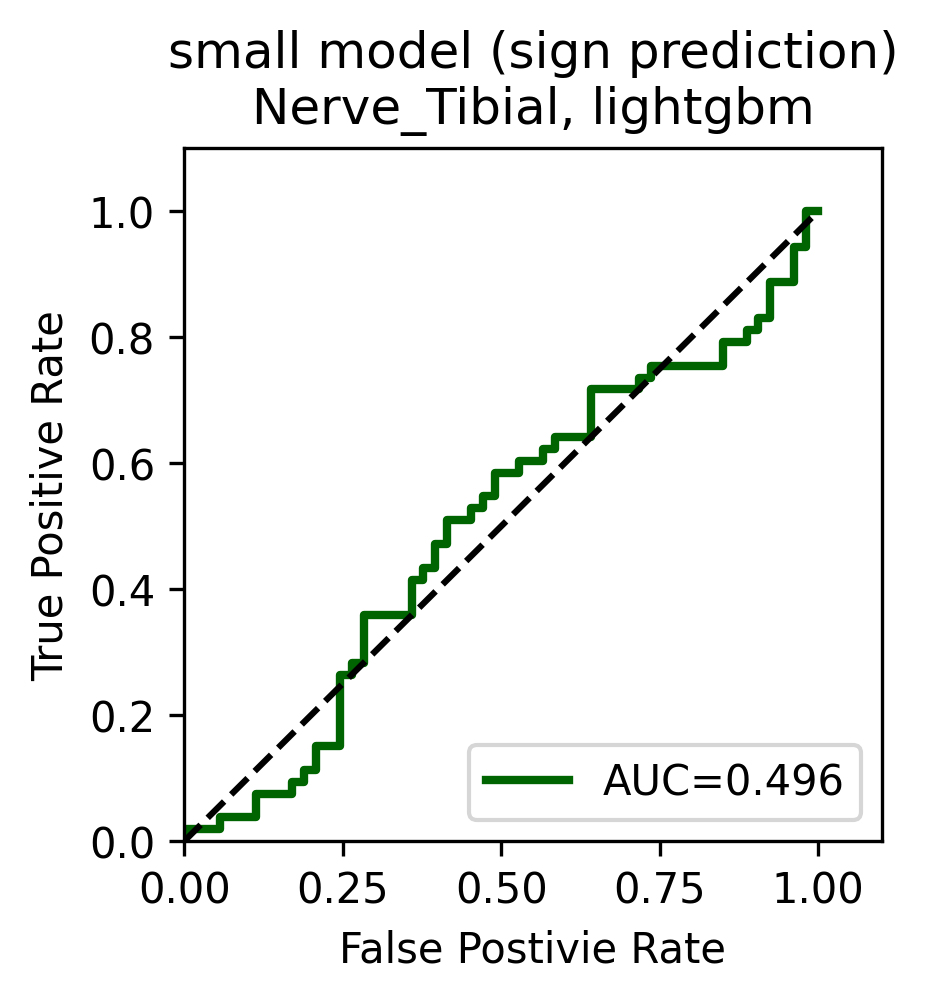 small model (sign prediction)
Nerve_Tibial, lightgbm
1.0
0.8
0.6
0.4
0.2
0.0
True Positive Rate
AUC=0.496
0.00 0.25 0.50 0.75 1.00
False Postivie Rate